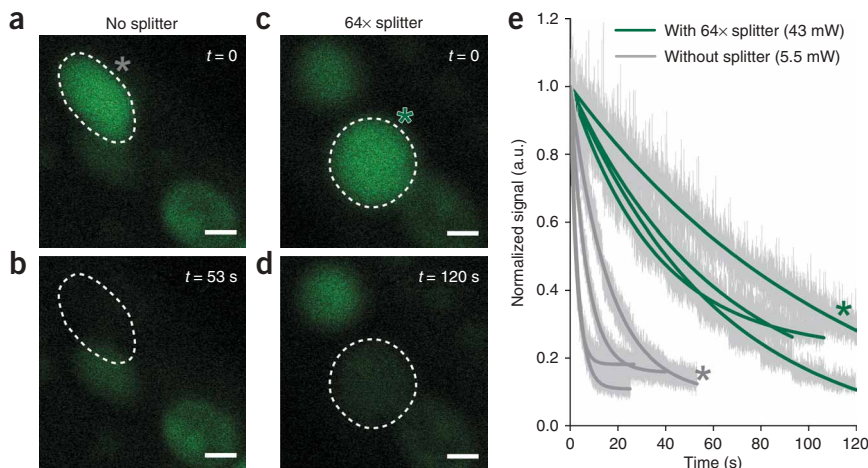 a
No splitter
t = 0
*
b
t = 53 s
c
64× splitter
t = 0
*
d
t = 120 s
e
With 64× splitter (43 mW)
Without splitter (5.5 mW)
Normalized signal (a.u.)
1.2
1.0
0.8
0.6
0.4
0.2
0
*
*
0 20 40 60 80 100 120
Time (s)